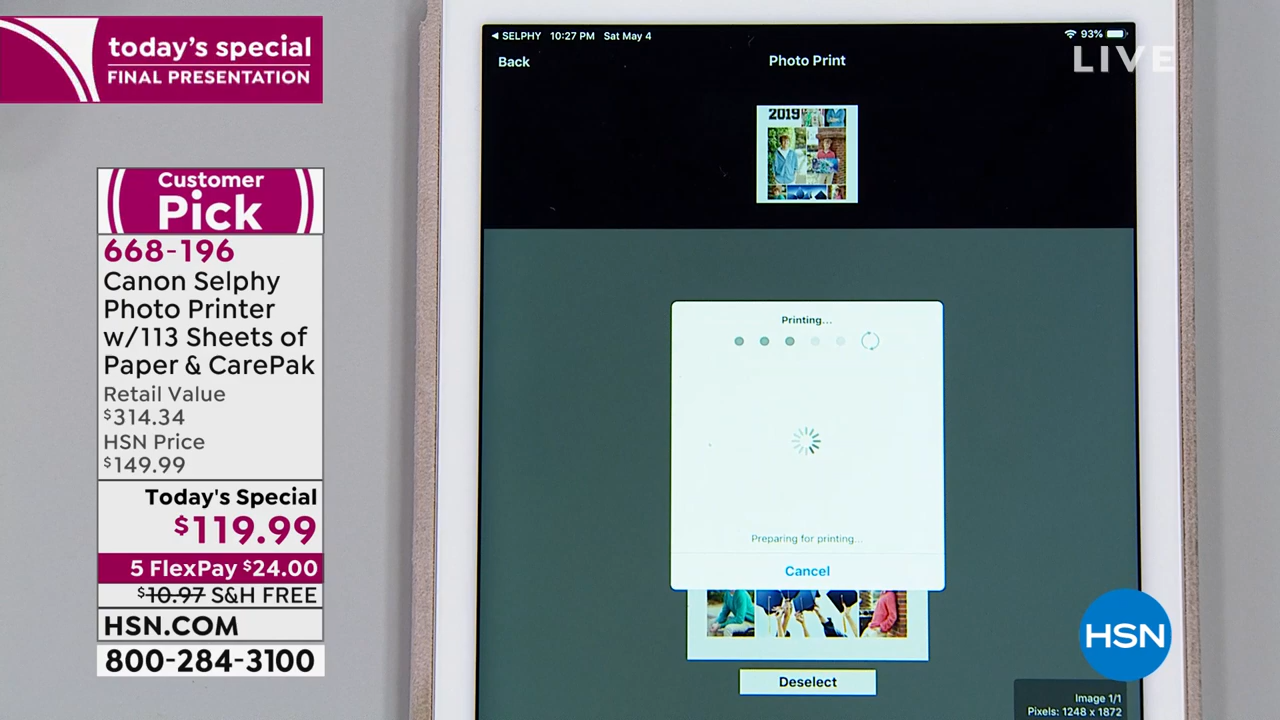 today's special
FINAL PRESENTATION
Customer
Pick
668-196
Canon Selphy
Photo Printer
w/113 Sheets of
Paper & CarePak
Retail Value
$314.34
HSN Price
$149.99
Today's Special
$119.99
5 FlexPay $24.00
$10.97 S&H FREE
HSN.COM
800-284-3100
◄ SELPHY 10:27 PM Sat May 4
93%
LIVE
Back
Photo Print
2019
Printing...
Preparing for printing...
Cancel
Deselect
Image 1/1
Pixels: 1248 x 1872
HSN